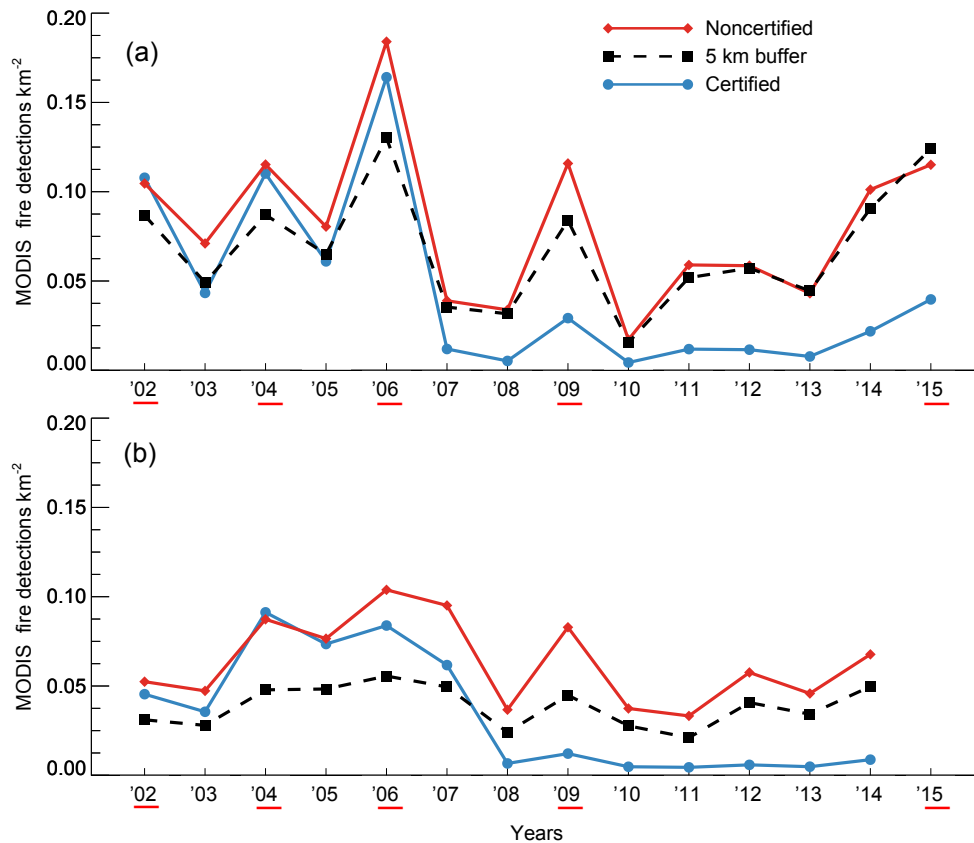 (a)
Noncertified
5 km buffer
Certified
MODIS fire detections km-2
0.20
0.15
0.10
0.05
0.00
’02 ’03 ’04 ’05 ’06 ’07 ’08 ’09 ’10 ’11 ’12 ’13 ’14 ’15
(b)
MODIS fire detections km-2
0.20
0.15
0.10
0.05
0.00
’02 ’03 ’04 ’05 ’06 ’07 ’08 ’09 ’10 ’11 ’12 ’13 ’14 ’15
Years